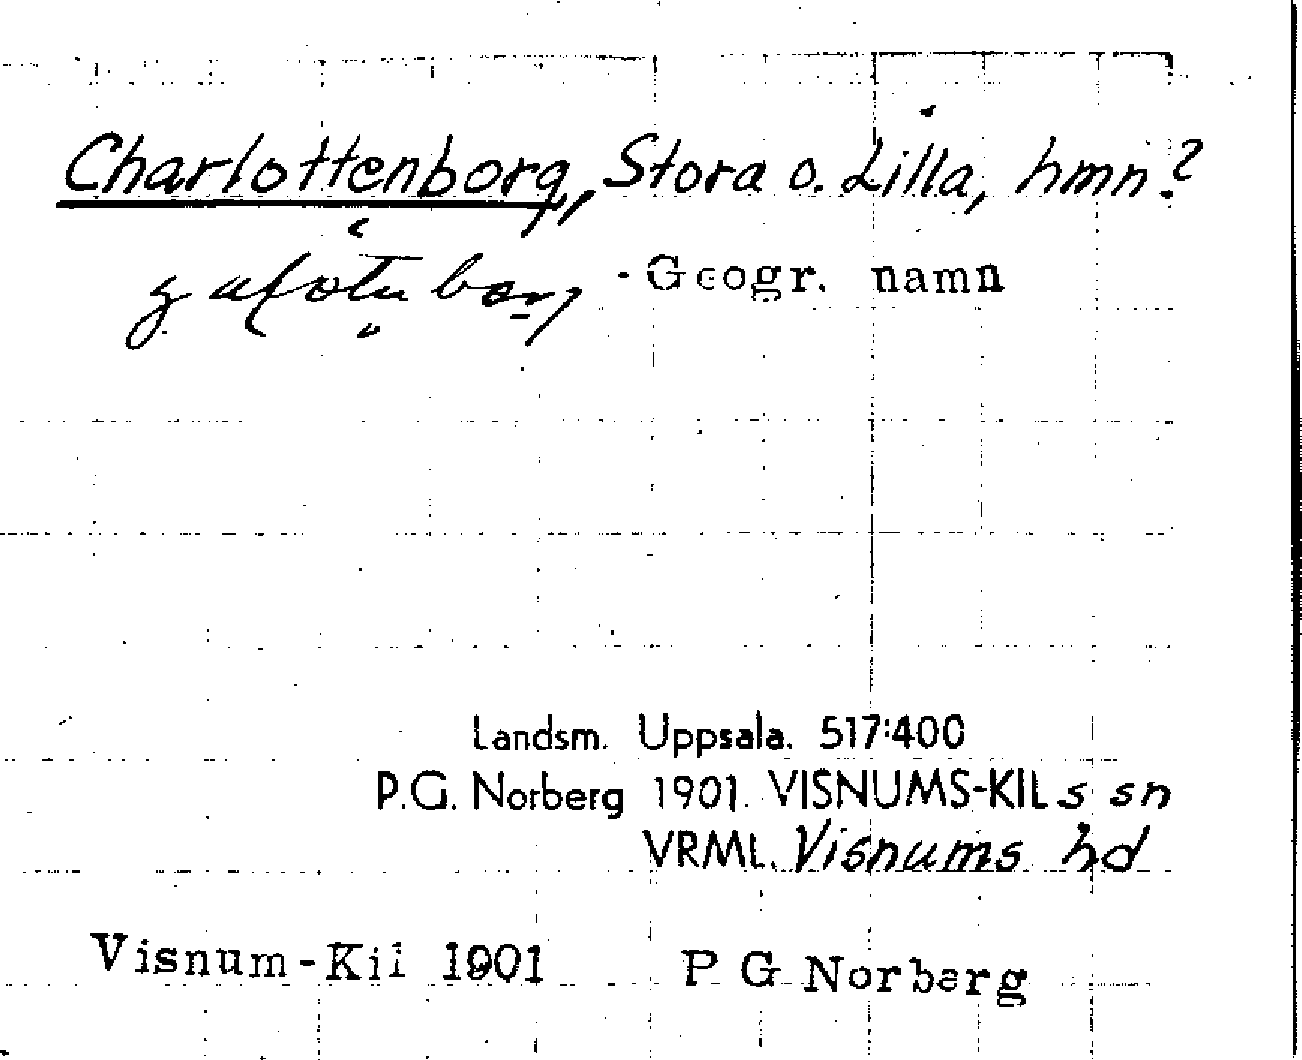 Charlottenborg, Stora o. Lilla, hmn?
Geogr. namn
Landsm. Uppsala. 517:400
P.G. Norberg 1901. VISNUMS-KIL s sn
VRML. Visnums hd
Visnum-Kil 1901 P G Norberg